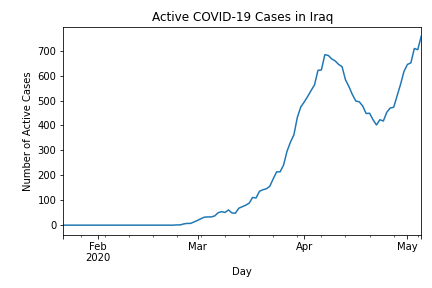 Active COVID-19 Cases in Iraq
Number of Active Cases
700
600
500
400
300
200
100
0
Feb
2020
Mar
Apr
May
Day